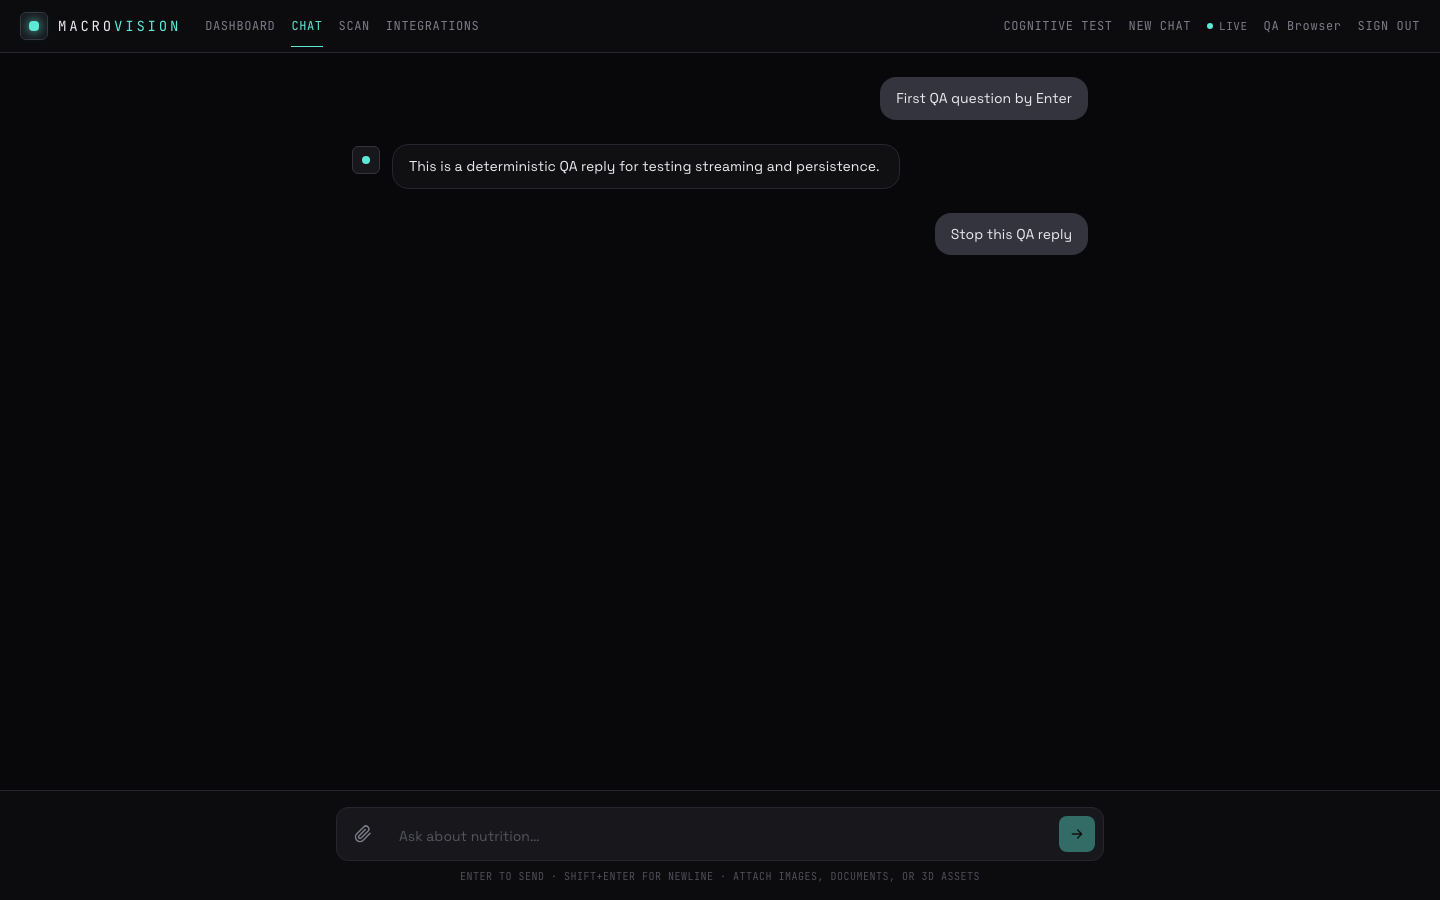 MACROVISION DASHBOARD CHAT SCAN INTEGRATIONS COGNITIVE TEST NEW CHAT LIVE QA Browser SIGN OUT
First QA question by Enter
This is a deterministic QA reply for testing streaming and persistence.
Stop this QA reply
Ask about nutrition...
ENTER TO SEND · SHIFT+ENTER FOR NEWLINE · ATTACH IMAGES, DOCUMENTS, OR 3D ASSETS